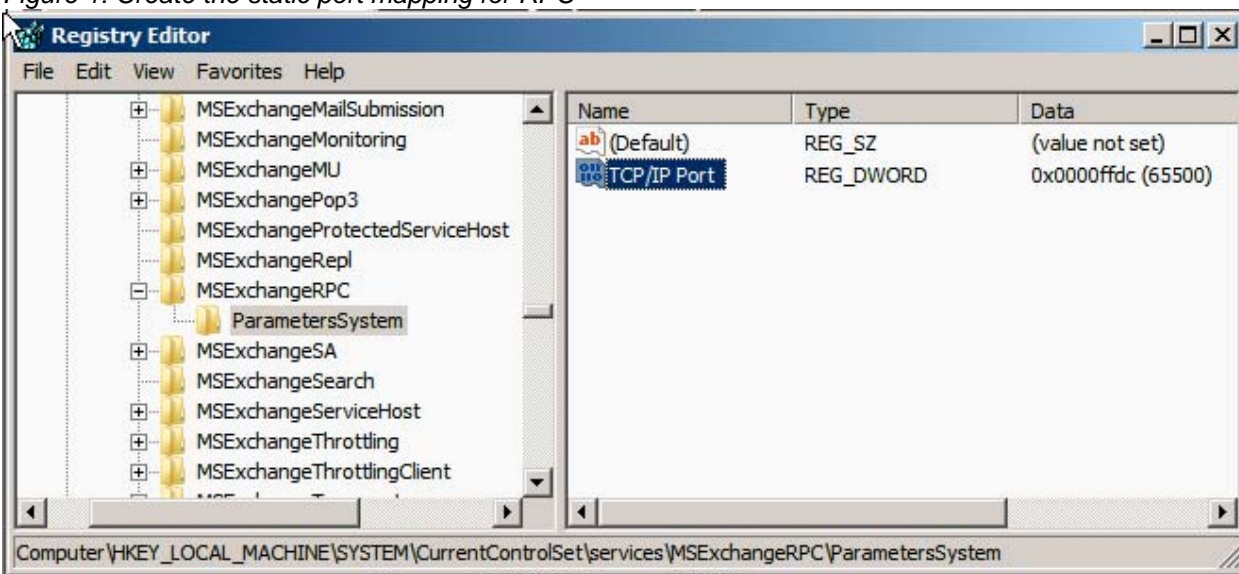 Registry Editor
File Edit View Favorites Help
MSExchangeMailSubmission
MSExchangeMonitoring
MSExchangeMU
MSExchangePop3
MSExchangeProtectedServiceHost
MSExchangeRepl
MSExchangeRPC
ParametersSystem
MSExchangeSA
MSExchangeSearch
MSExchangeServiceHost
MSExchangeThrottling
MSExchangeThrottlingClient
Name Type Data
(Default) REG_SZ (value not set)
TCP/IP Port REG_DWORD 0x0000ffdc (65500)
Computer\HKEY_LOCAL_MACHINE\SYSTEM\CurrentControlSet\services\MSExchangeRPC\ParametersSystem